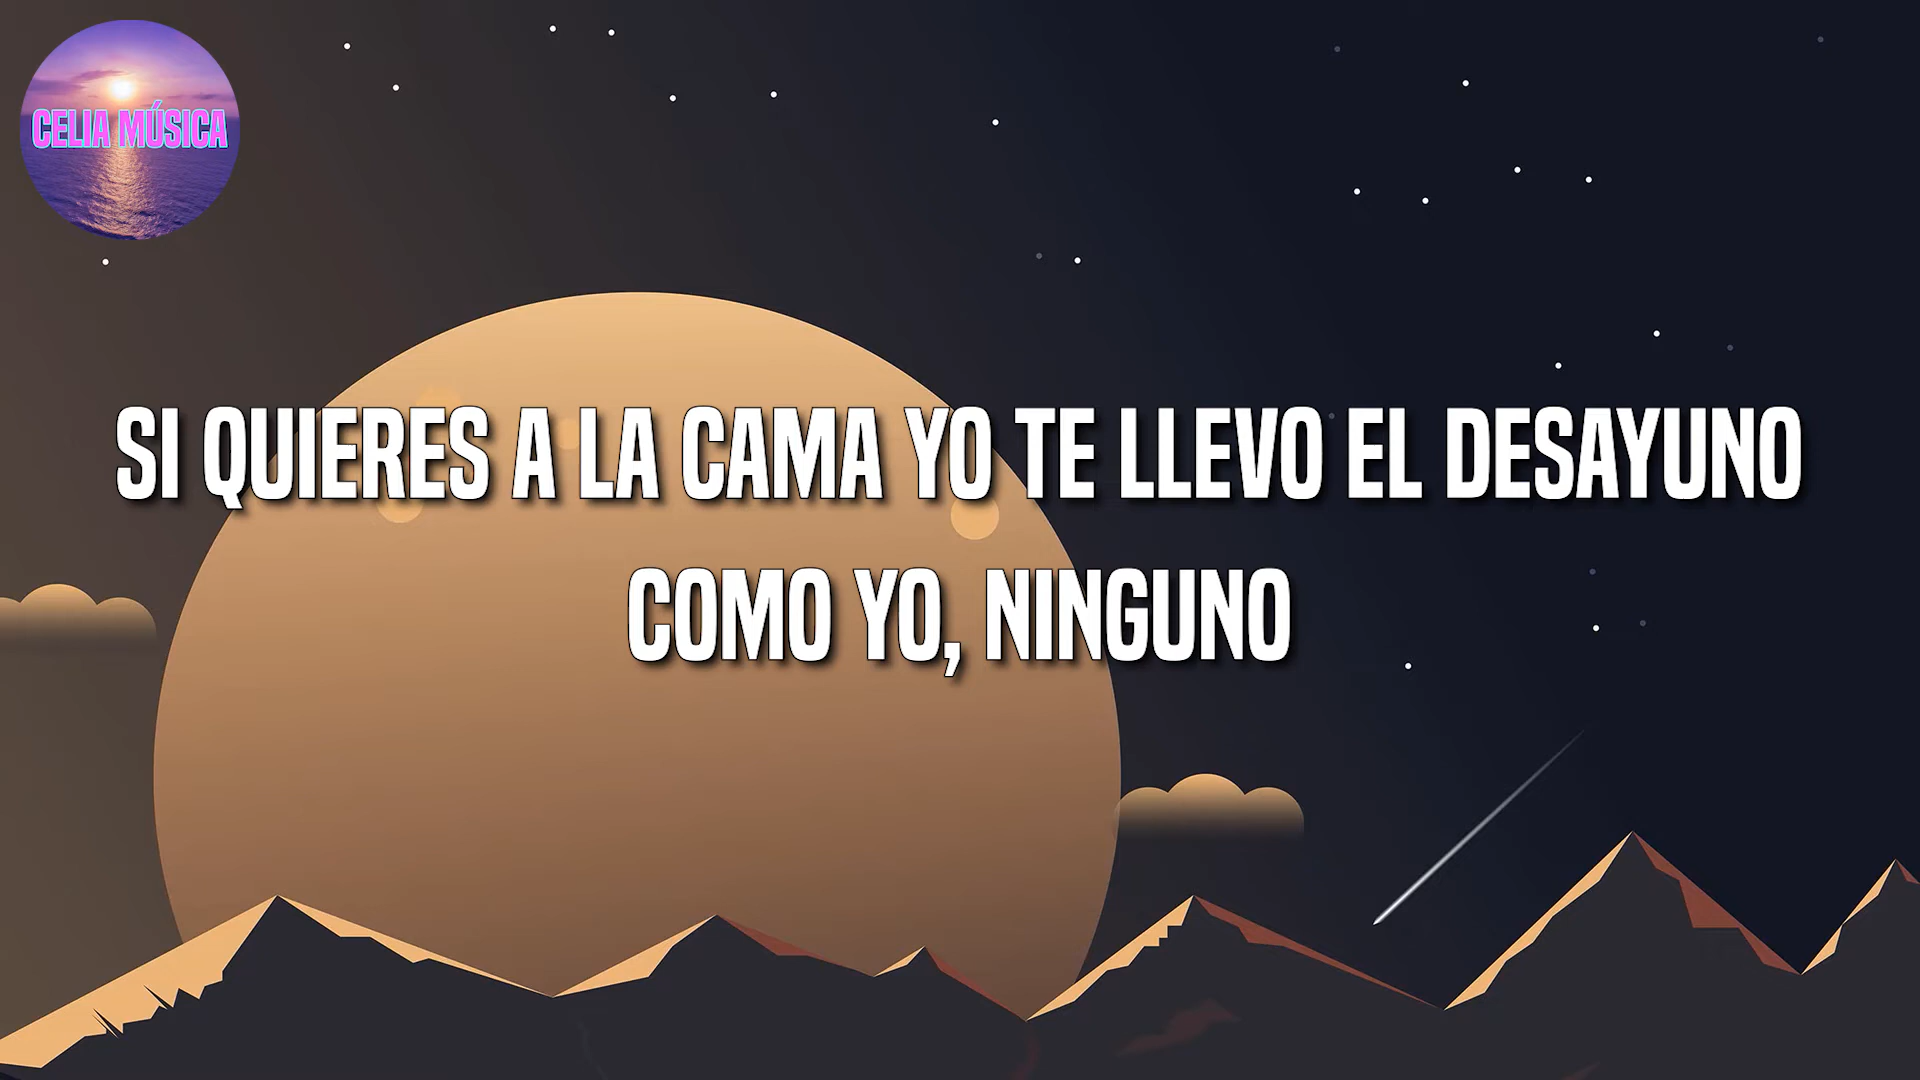 CELIA MÚSICA
SI QUIERES A LA CAMA YO TE LLEVO EL DESAYUNO
COMO YO, NINGUNO